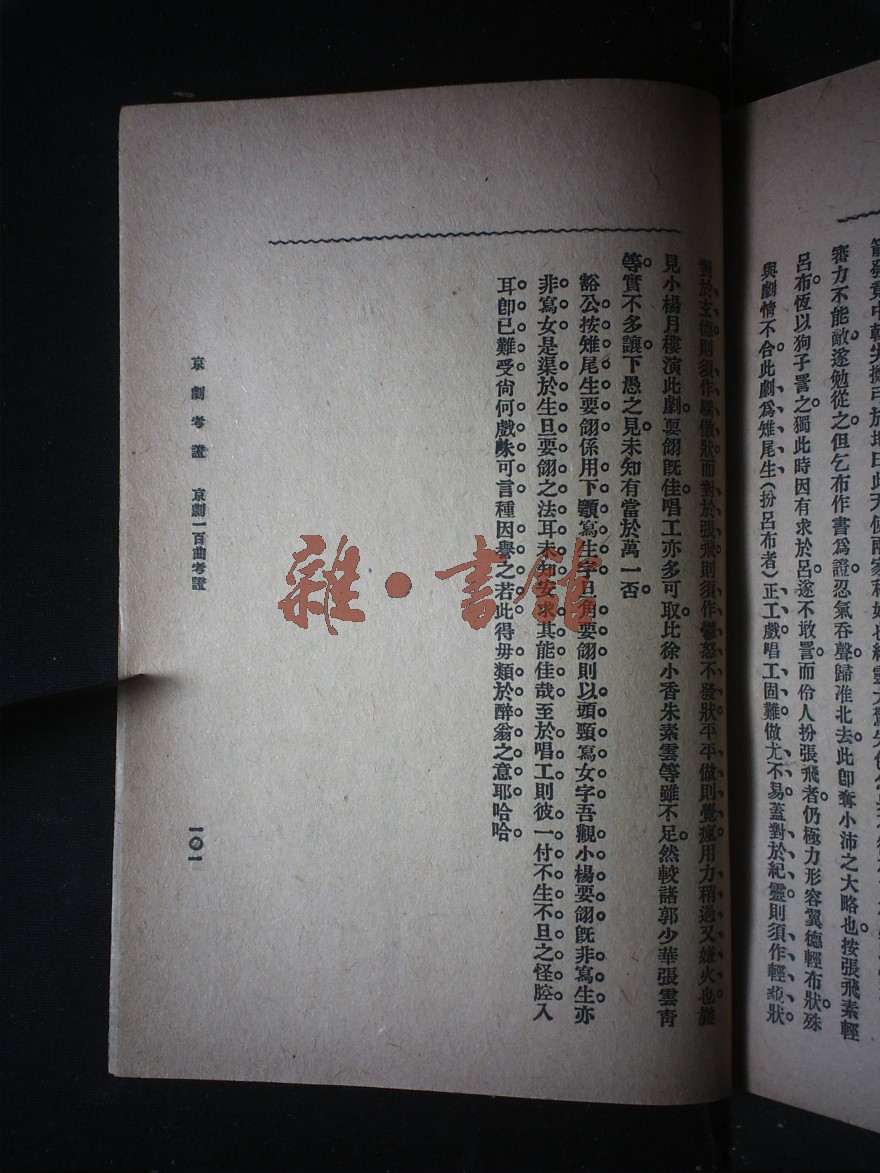 審力不能敵遂勉從之但乞布作書爲證忍氣吞聲歸淮北去此卽奪小沛之大略也按張飛素輕
呂布恆以狗子詈之獨此時因有求於呂遂不敢詈而伶人扮張飛者仍極力形容翼德輕布狀殊
與劇情不合此劇爲雉尾生(扮呂布者)正工戲唱工固難做尤不易蓋對於紀靈則須作輕藐狀
對於玄德則須作驕傲狀而對於張飛則須作鬱怒不發狀平平做則覺瘟用力稍過又嫌火也
見小楊月樓演此劇耍翎旣佳唱工亦多可取比徐小香朱素雲等雖不足然較諸郭少華張雲青
等實不多讓下愚之見未知有當於萬一否
豁公按雉尾生耍翎係用下顎寫生字旦角耍翎則以頭頸寫女字吾觀小楊耍翎旣非寫生亦
非寫女是渠於生旦耍翎之法耳未知安求其能佳哉至於唱工則彼一付不生不旦之怪腔入
耳卽已難受尙何戲味可言種因譽之若此得毋類於醉翁之意耶哈哈
京劇考證 京劇一百曲考證
一〇一
雜·書館